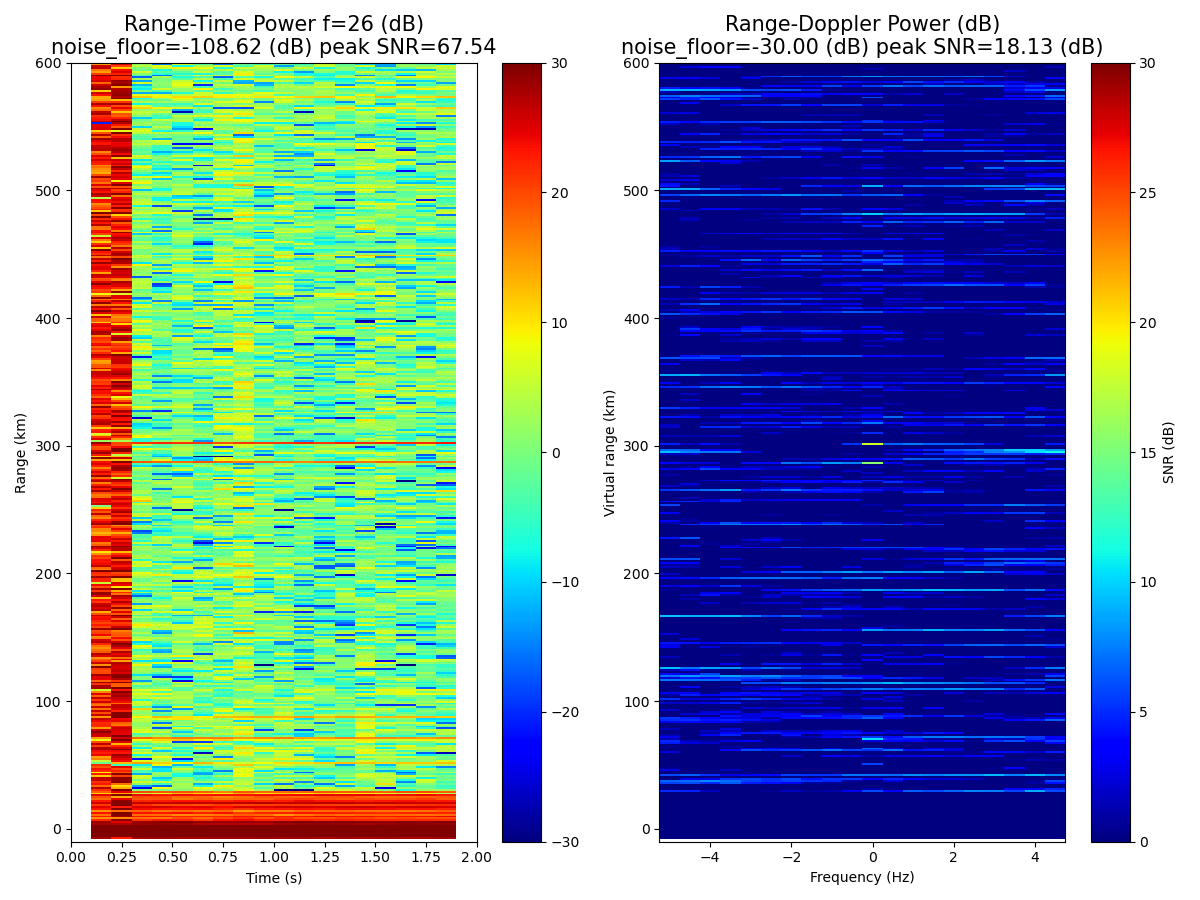 Range-Time Power f=26 (dB)
noise_floor=-108.62 (dB) peak SNR=67.54
600
500
400
300
200
100
0
Range (km)
0.00 0.25 0.50 0.75 1.00 1.25 1.50 1.75 2.00
Time (s)
30
20
10
0
−10
−20
−30
Range-Doppler Power (dB)
noise_floor=-30.00 (dB) peak SNR=18.13 (dB)
600
500
400
300
200
100
0
Virtual range (km)
−4 −2 0 2 4
Frequency (Hz)
30
25
20
15
10
5
0
SNR (dB)